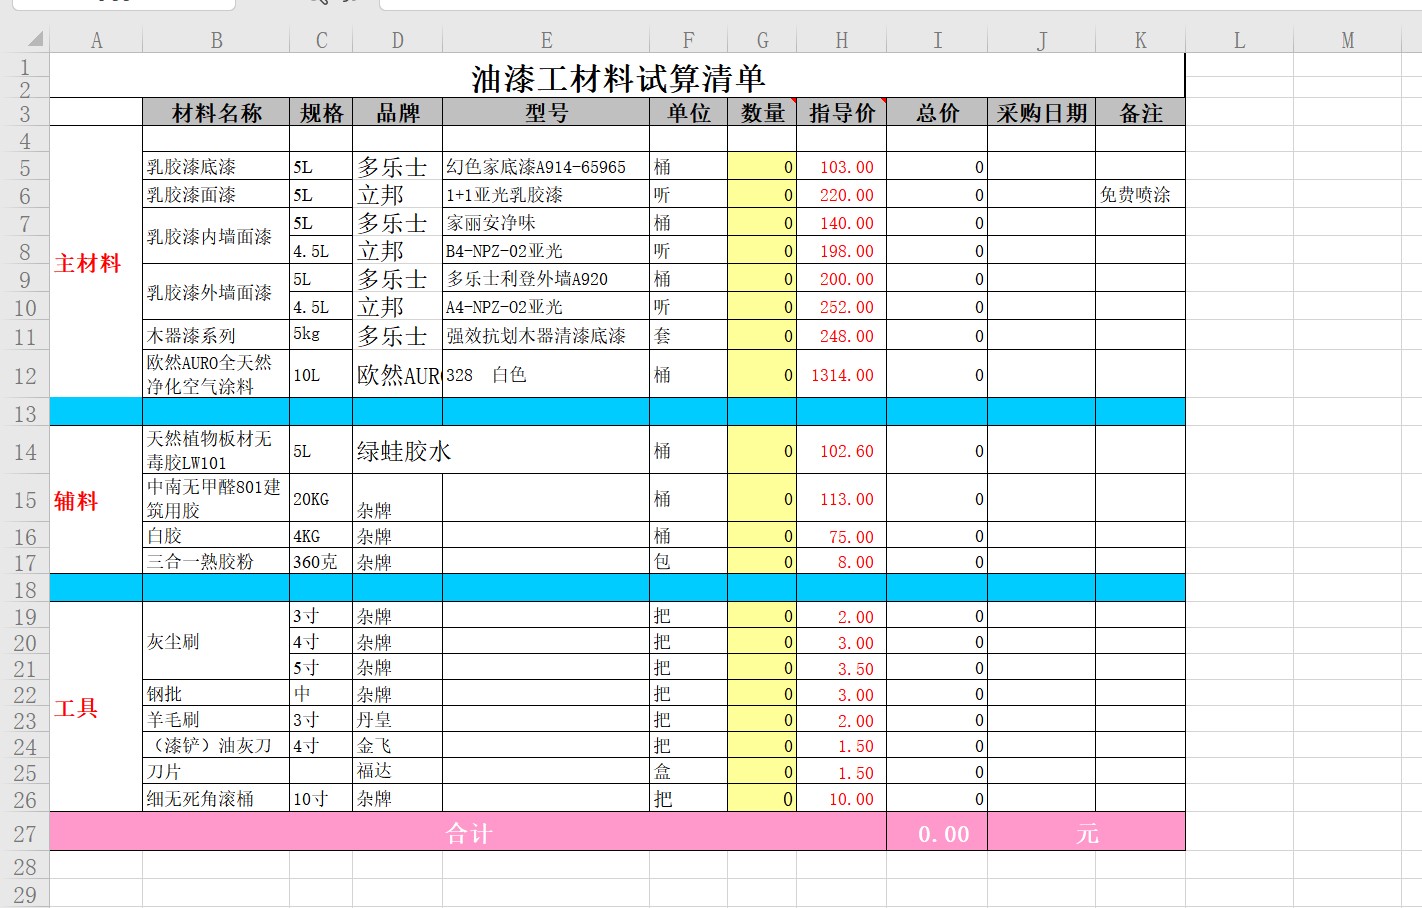 A B C D E F G H I J K L M
1 油漆工材料试算清单
2
3 材料名称 规格 品牌 型号 单位 数量 指导价 总价 采购日期 备注
4
5 乳胶漆底漆 5L 多乐士 幻色家底漆A914-65965 桶 0 103.00 0
6 乳胶漆面漆 5L 立邦 1+1亚光乳胶漆 听 0 220.00 0 免费喷涂
7 乳胶漆内墙面漆 5L 多乐士 家丽安净味 桶 0 140.00 0
8 4.5L 立邦 B4-NPZ-02亚光 听 0 198.00 0
主材料
9 乳胶漆外墙面漆 5L 多乐士 多乐士利登外墙A920 桶 0 200.00 0
10 4.5L 立邦 A4-NPZ-02亚光 听 0 252.00 0
11 木器漆系列 5kg 多乐士 强效抗划木器清漆底漆 套 0 248.00 0
欧然AURO全天然
12 净化空气涂料 10L 欧然AUR 328 白色 桶 0 1314.00 0
13
天然植物板材无
14 毒胶LW101 5L 绿蛙胶水 桶 0 102.60 0
中南无甲醛801建
15 辅料 筑用胶 20KG 杂牌 桶 0 113.00 0
16 白胶 4KG 杂牌 桶 0 75.00 0
17 三合一熟胶粉 360克 杂牌 包 0 8.00 0
18
19 3寸 杂牌 把 0 2.00 0
20 灰尘刷 4寸 杂牌 把 0 3.00 0
21 5寸 杂牌 把 0 3.50 0
22 钢批 中 杂牌 把 0 3.00 0
工具
23 羊毛刷 3寸 丹皇 把 0 2.00 0
24 （漆铲）油灰刀 4寸 金飞 把 0 1.50 0
25 刀片 福达 盒 0 1.50 0
26 细无死角滚桶 10寸 杂牌 把 0 10.00 0
27 合计 0.00 元
28
29